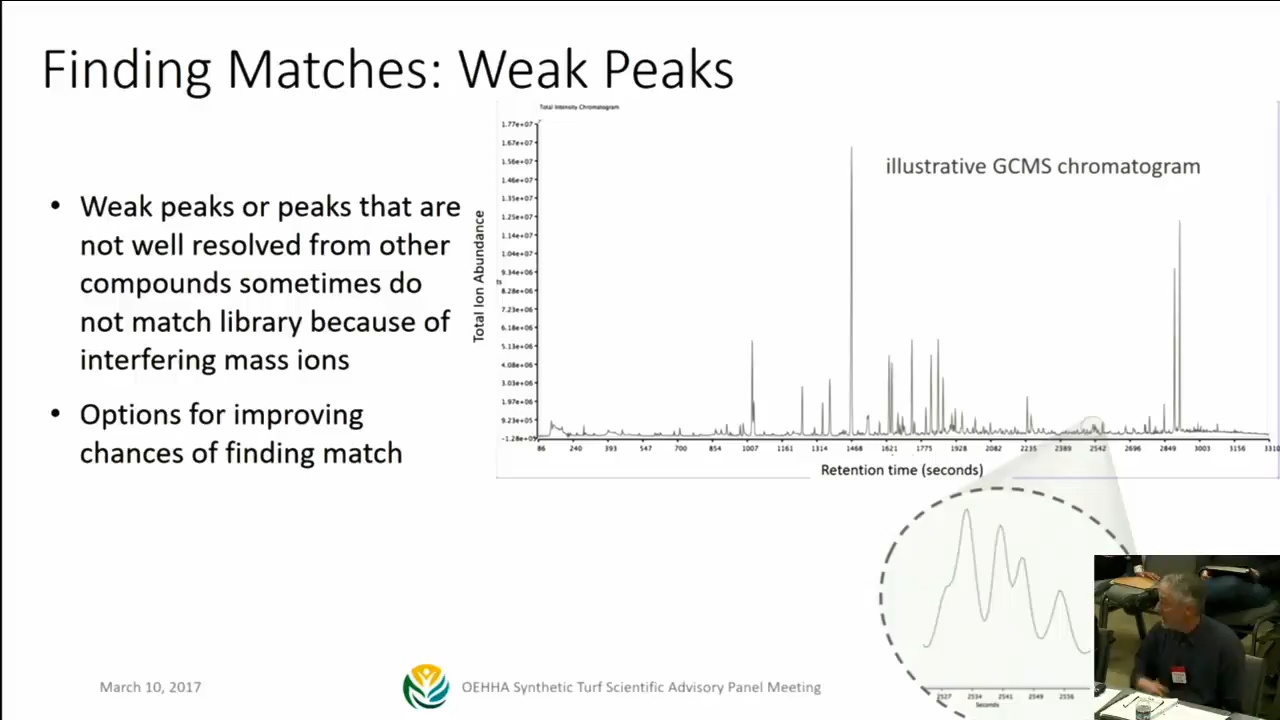 Finding Matches: Weak Peaks
Total Intensity Chromatogram
illustrative GCMS chromatogram
• Weak peaks or peaks that are
not well resolved from other
compounds sometimes do
not match library because of
interfering mass ions
• Options for improving
chances of finding match
Total Ion Abundance
1.77e+07
1.67e+07
1.56e+07
1.46e+07
1.35e+07
1.25e+07
1.14e+07
1.04e+07
9.34e+06
8.28e+06
7.23e+06
6.18e+06
5.13e+06
4.08e+06
3.03e+06
1.97e+06
9.23e+05
-1.28e+05
86 240 393 547 700 854 1007 1161 1314 1468 1621 1775 1928 2082 2235 2389 2542 2696 2849 3003 3156 3310
Retention time (seconds)
2527 2534 2541 2549 2556
Seconds
March 10, 2017
OEHHA Synthetic Turf Scientific Advisory Panel Meeting